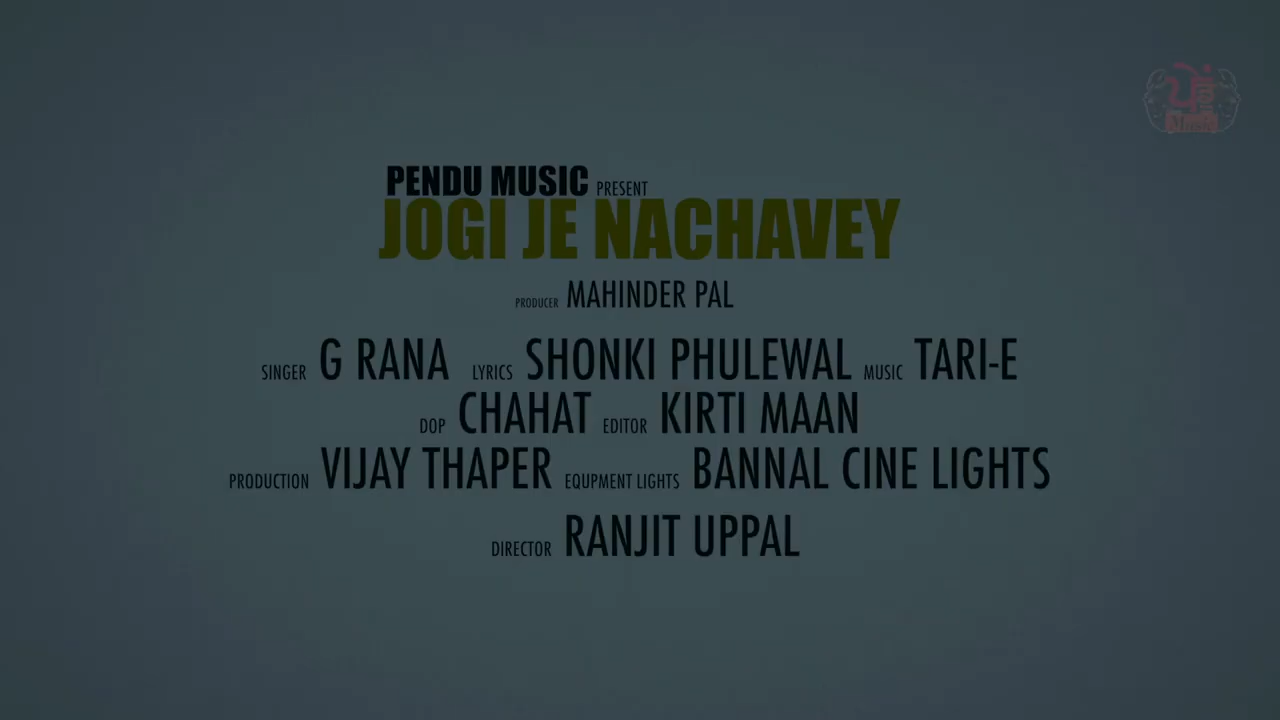 PENDU MUSIC PRESENT
JOGI JE NACHAVEY
PRODUCER MAHINDER PAL
SINGER G RANA LYRICS SHONKI PHULEWAL MUSIC TARI-E
DOP CHAHAT EDITOR KIRTI MAAN
PRODUCTION VIJAY THAPER EQUPMENT LIGHTS BANNAL CINE LIGHTS
DIRECTOR RANJIT UPPAL
Music